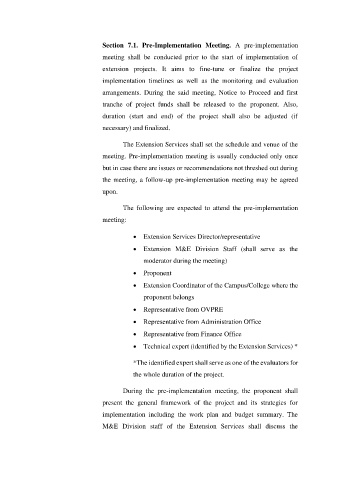 Section 7.1. Pre-Implementation Meeting. A pre-implementation
meeting shall be conducted prior to the start of implementation of
extension projects. It aims to fine-tune or finalize the project
implementation timelines as well as the monitoring and evaluation
arrangements. During the said meeting, Notice to Proceed and first
tranche of project funds shall be released to the proponent. Also,
duration (start and end) of the project shall also be adjusted (if
necessary) and finalized.
The Extension Services shall set the schedule and venue of the
meeting. Pre-implementation meeting is usually conducted only once
but in case there are issues or recommendations not threshed out during
the meeting, a follow-up pre-implementation meeting may be agreed
upon.
The following are expected to attend the pre-implementation
meeting:
• Extension Services Director/representative
• Extension M&E Division Staff (shall serve as the
moderator during the meeting)
• Proponent
• Extension Coordinator of the Campus/College where the
proponent belongs
• Representative from OVPRE
• Representative from Administration Office
• Representative from Finance Office
• Technical expert (identified by the Extension Services) *
*The identified expert shall serve as one of the evaluators for
the whole duration of the project.
During the pre-implementation meeting, the proponent shall
present the general framework of the project and its strategies for
implementation including the work plan and budget summary. The
M&E Division staff of the Extension Services shall discuss the